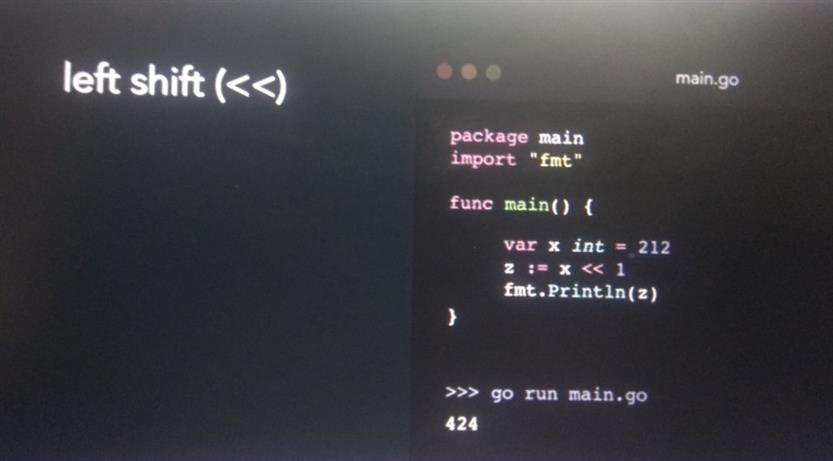 left shift (<<)
main.go
package main
import "fmt"
func main() {
var x int = 212
z := x << 1
fmt.Println(z)
}
>>> go run main.go
424